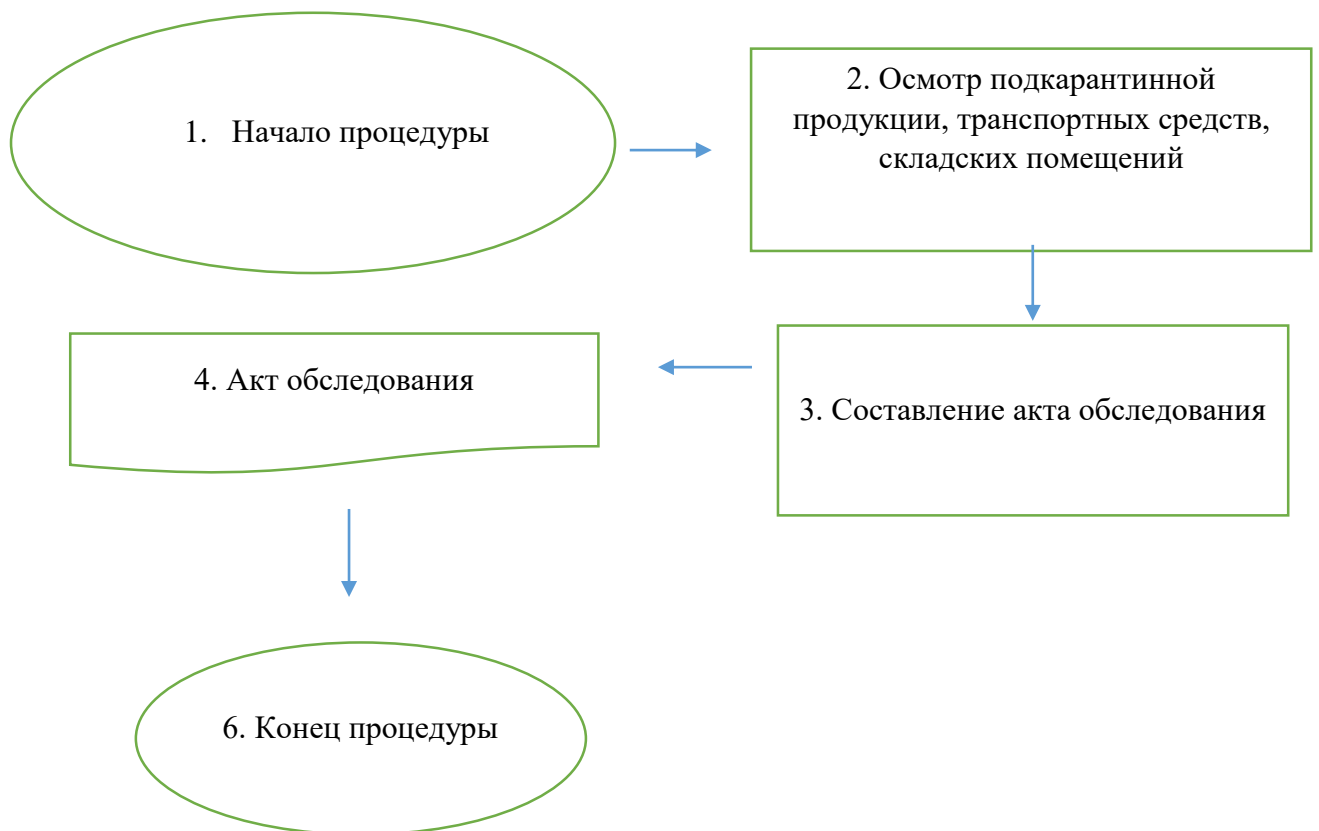 1. Начало процедуры
2. Осмотр подкарантинной
продукции, транспортных средств,
складских помещений
3. Составление акта обследования
4. Акт обследования
6. Конец процедуры